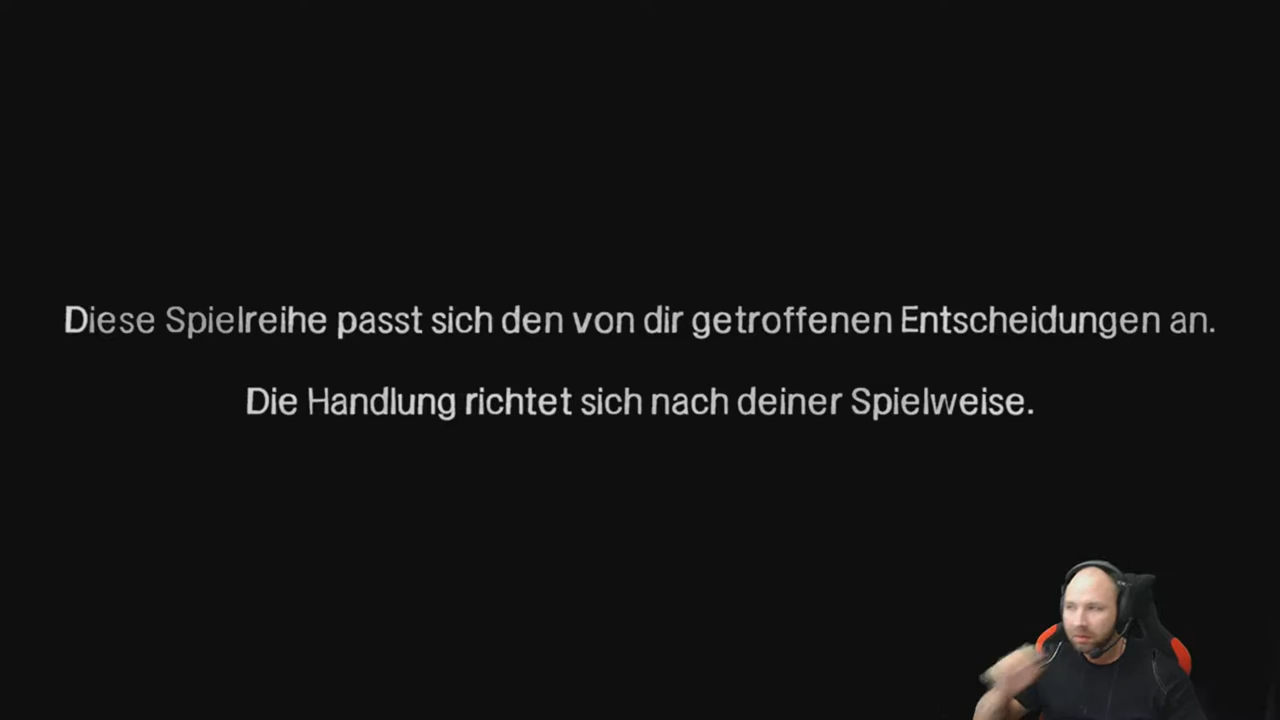 Diese Spielreihe passt sich den von dir getroffenen Entscheidungen an.
Die Handlung richtet sich nach deiner Spielweise.